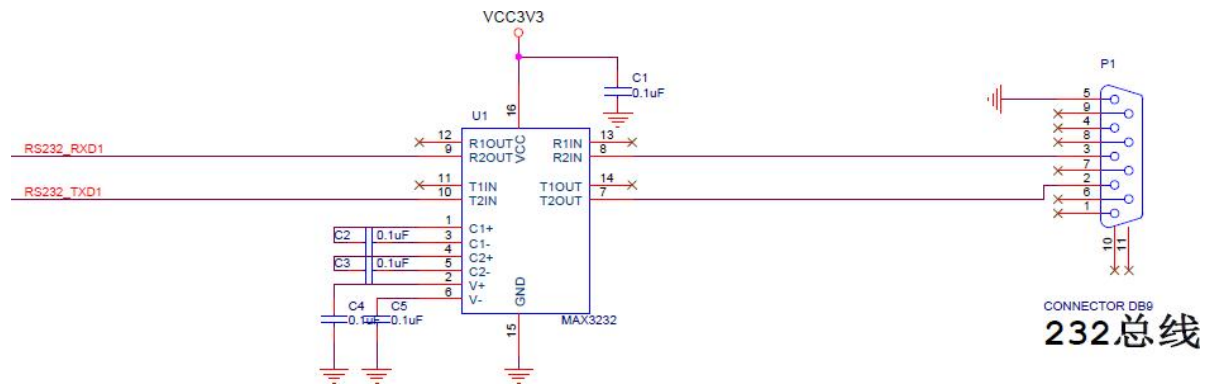 VCC3V3
C1
0.1uF
P1
U1
16
VCC
12 R1OUT R1IN 13
RS232_RXD1 9 R2OUT R2IN 8
11 T1IN T1OUT 14
RS232_TXD1 10 T2IN T2OUT 7
1 C1+
C2 0.1uF 3 C1-
4 C2+
C3 0.1uF 5 C2-
2 V+
6 V-
GND
15
MAX3232
C4
0.1uF
C5
0.1uF
5
9
4
8
3
7
2
6
1
10
11
CONNECTOR DB9
232总线